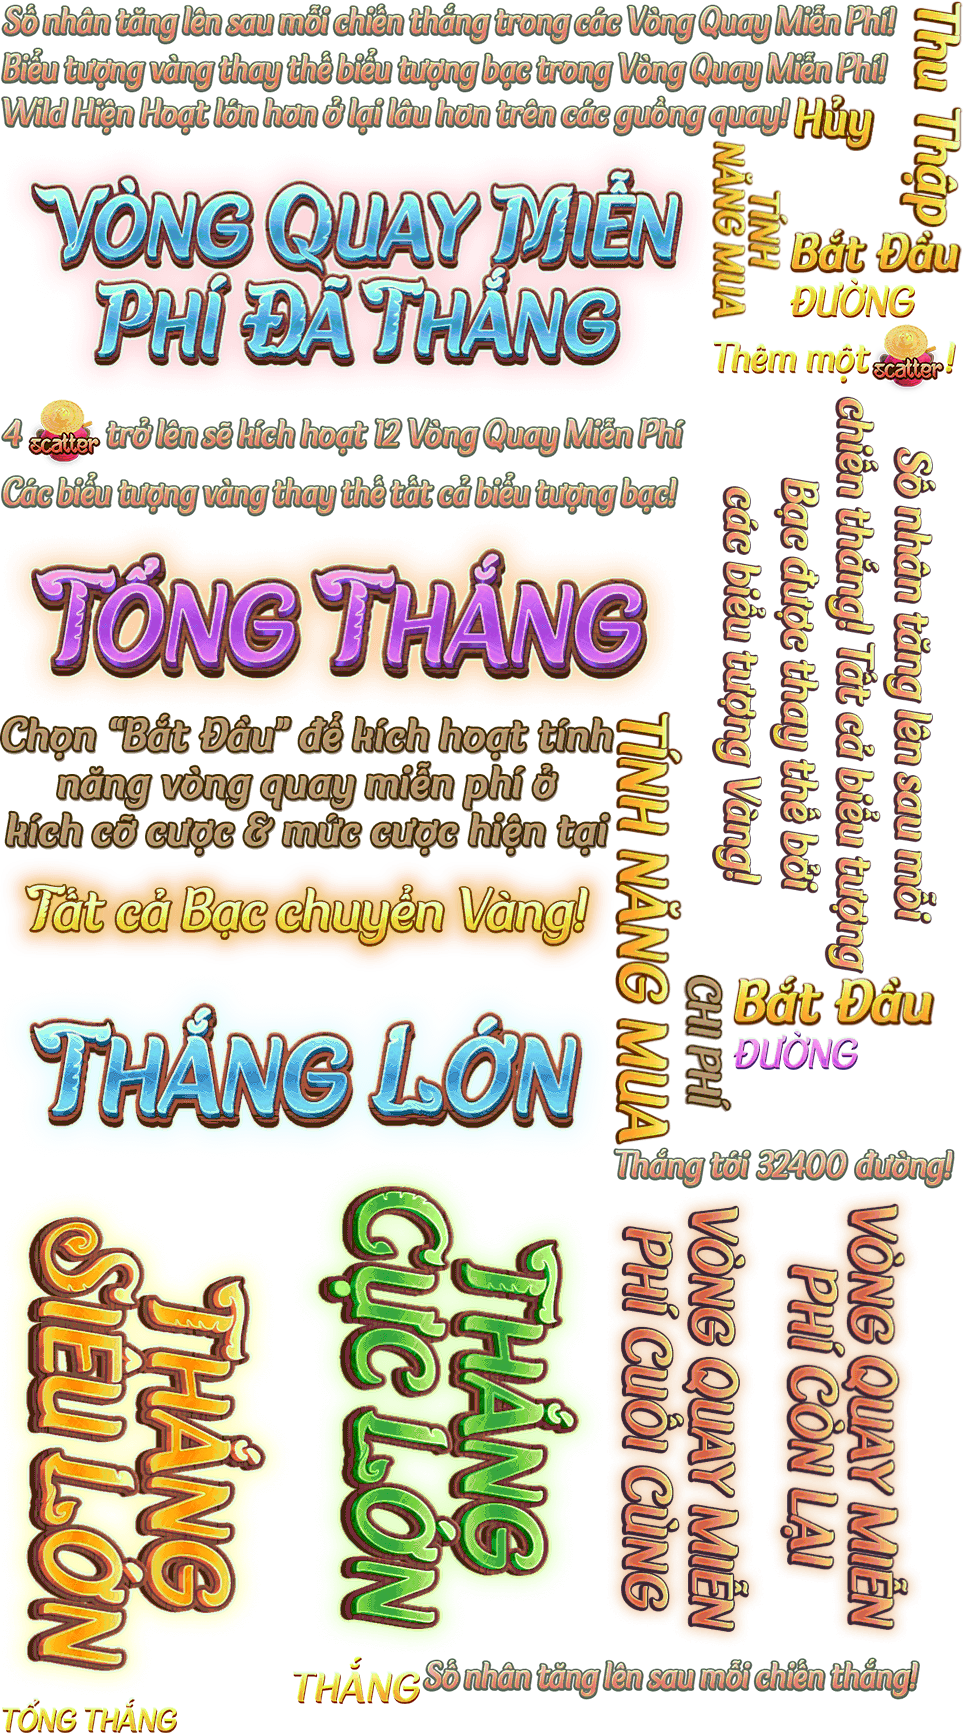 Số nhân tăng lên sau mỗi chiến thắng trong các Vòng Quay Miễn Phí!
Biểu tượng vàng thay thế biểu tượng bạc trong Vòng Quay Miễn Phí!
Wild Hiện Hoạt lớn hơn ở lại lâu hơn trên các guồng quay!
Hủy
Thu Thập
VÒNG QUAY MIỄN
PHÍ ĐÃ THẮNG
TÍNH
NĂNG MUA
Bắt Đầu
ĐƯỜNG
Thêm một scatter!
4 scatter trở lên sẽ kích hoạt 12 Vòng Quay Miễn Phí
Các biểu tượng vàng thay thế tất cả biểu tượng bạc!
Số nhân tăng lên sau mỗi
chiến thắng! Tất cả biểu tượng
Bạc được thay thế bởi
các biểu tượng Vàng!
TỔNG THẮNG
Chọn “Bắt Đầu” để kích hoạt tính
năng vòng quay miễn phí ở
kích cỡ cược & mức cược hiện tại
TÍNH NĂNG MUA
Tất cả Bạc chuyển Vàng!
CHI PHÍ
Bắt Đầu
ĐƯỜNG
THẮNG LỚN
Thắng tới 32400 đường!
THẮNG
SIÊU LỚN
THẮNG
CỰC LỚN
VÒNG QUAY MIỄN
PHÍ CUỐI CÙNG
VÒNG QUAY MIỄN
PHÍ CÒN LẠI
THẮNG
Số nhân tăng lên sau mỗi chiến thắng!
TỔNG THẮNG